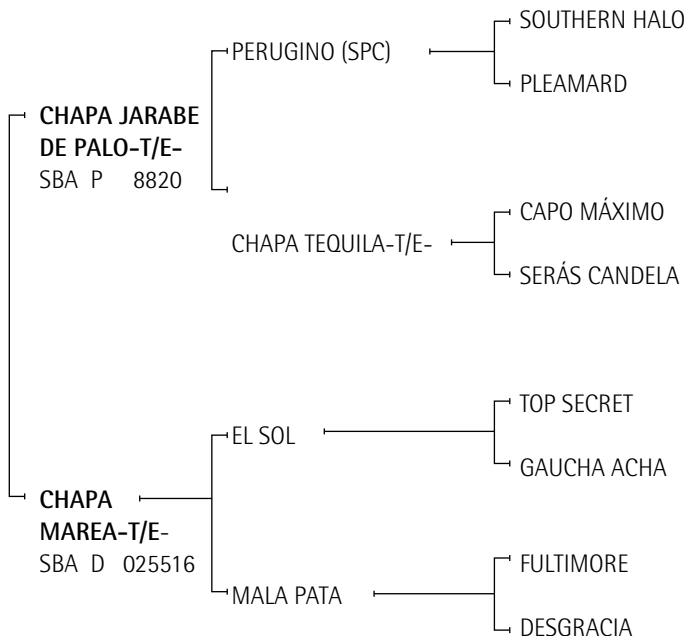 SOUTHERN HALO
PERUGINO (SPC)
PLEAMARD
CHAPA JARABE
DE PALO-T/E-
SBA P 8820
CAPO MÁXIMO
CHAPA TEQUILA-T/E-
SERÁS CANDELA
TOP SECRET
EL SOL
GAUCHA ACHA
CHAPA
MAREA-T/E-
SBA D 025516
FULTIMORE
MALA PATA
DESGRACIA